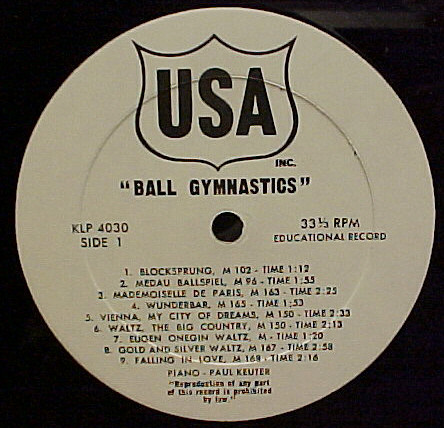 USA
INC.
"BALL GYMNASTICS"
KLP 4030
SIDE 1
33⅓ RPM
EDUCATIONAL RECORD
1. BLOCKSPRUNG, M 102 - TIME 1:12
2. MEDAU BALLSPIEL, M 96 - TIME 1:55
3. MADEMOISELLE DE PARIS, M 163 - TIME 2:25
4. WUNDERBAR, M 165 - TIME 1:53
5. VIENNA, MY CITY OF DREAMS, M 150 - TIME 2:33
6. WALTZ, THE BIG COUNTRY, M 150 - TIME 2:13
7. EUGEN ONEGIN WALTZ, M - TIME 1:20
8. GOLD AND SILVER WALTZ, M 167 - TIME 2:58
9. FALLING IN LOVE, M 168 - TIME 2:16
PIANO - PAUL KEUTER
"Reproduction of any part
of this record is prohibited
by law."